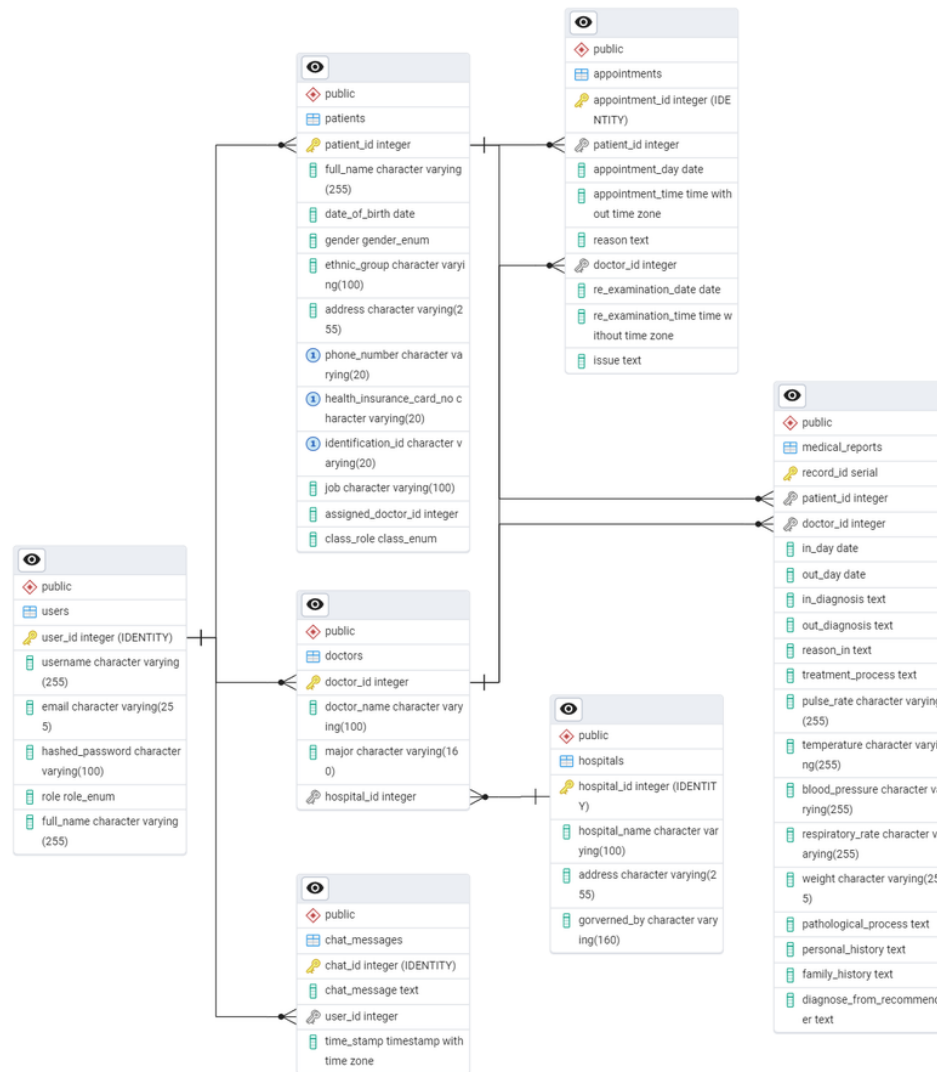 public
appointments
appointment_id integer (IDE
NTITY)
patient_id integer
appointment_day date
appointment_time time with
out time zone
reason text
doctor_id integer
re_examination_date date
re_examination_time time w
ithout time zone
issue text
public
patients
patient_id integer
full_name character varying
(255)
date_of_birth date
gender gender_enum
ethnic_group character varyi
ng(100)
address character varying(2
55)
1
phone_number character va
rying(20)
1
health_insurance_card_no c
haracter varying(20)
1
identification_id character v
arying(20)
job character varying(100)
assigned_doctor_id integer
class_role class_enum
public
medical_reports
record_id serial
patient_id integer
doctor_id integer
in_day date
out_day date
in_diagnosis text
out_diagnosis text
reason_in text
treatment_process text
pulse_rate character varying
(255)
temperature character varyi
ng(255)
blood_pressure character va
rying(255)
respiratory_rate character v
arying(255)
weight character varying(25
5)
pathological_process text
personal_history text
family_history text
diagnose_from_recommend
er text
public
users
user_id integer (IDENTITY)
username character varying
(255)
email character varying(25
5)
hashed_password character
varying(100)
role role_enum
full_name character varying
(255)
public
doctors
doctor_id integer
doctor_name character vary
ing(100)
major character varying(16
0)
hospital_id integer
public
hospitals
hospital_id integer (IDENTIT
Y)
hospital_name character var
ying(100)
address character varying(2
55)
gorverned_by character vary
ing(160)
public
chat_messages
chat_id integer (IDENTITY)
chat_message text
user_id integer
time_stamp timestamp with
time zone